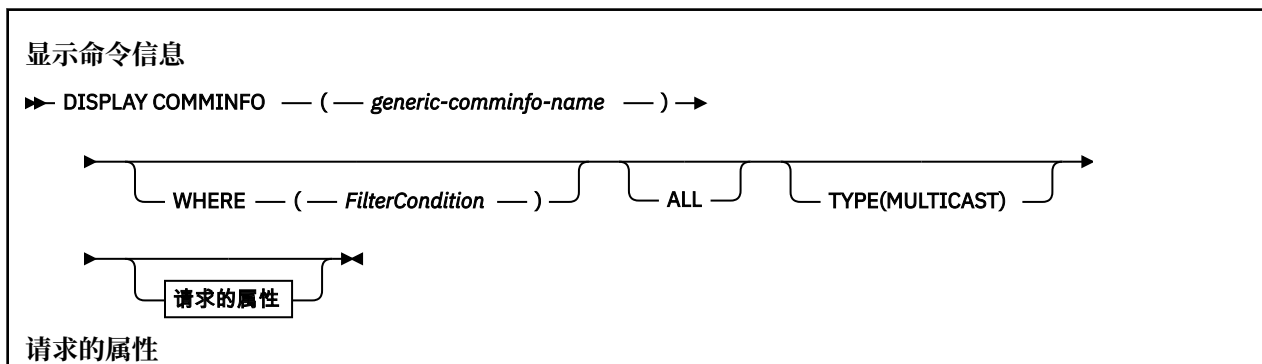 显示命令信息
DISPLAY COMMINFO ( generic-comminfo-name )
WHERE ( FilterCondition ) ALL TYPE(MULTICAST)
请求的属性
请求的属性